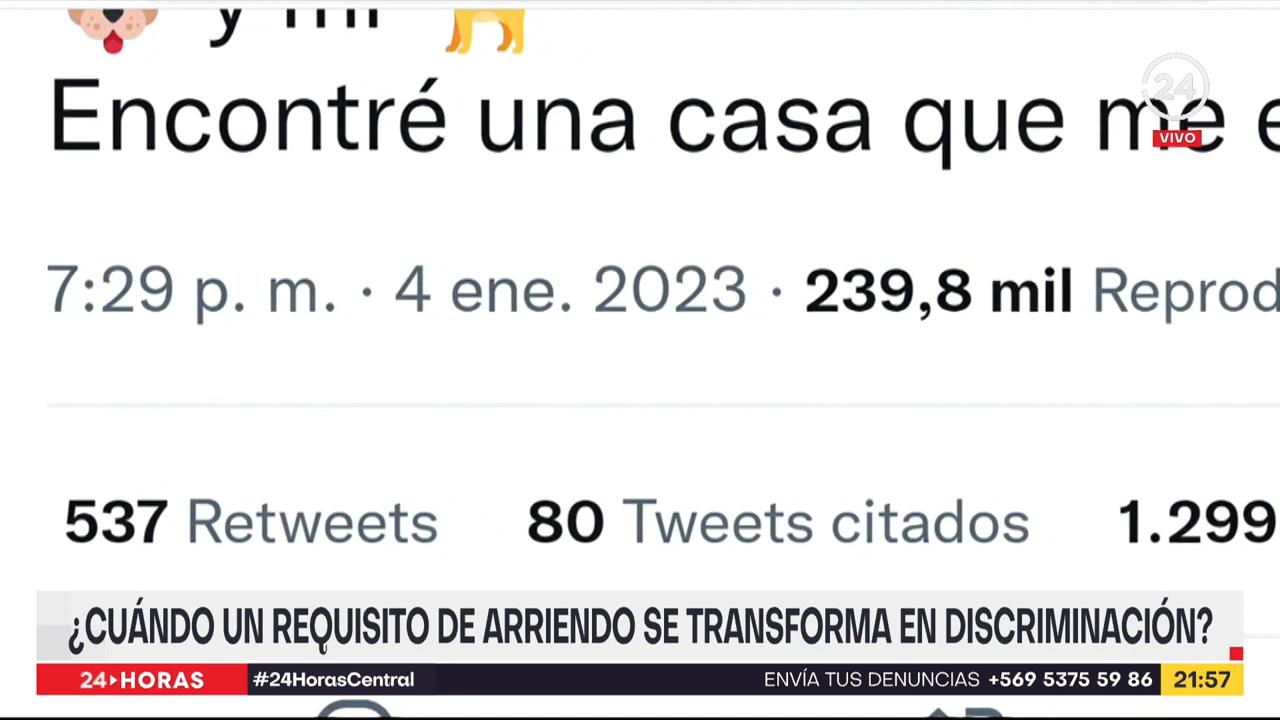 y mi
Encontré una casa que me e
7:29 p. m. · 4 ene. 2023 · 239,8 mil Reprod
537 Retweets 80 Tweets citados 1.299
24
VIVO
¿CUÁNDO UN REQUISITO DE ARRIENDO SE TRANSFORMA EN DISCRIMINACIÓN?
24 HORAS #24HorasCentral ENVÍA TUS DENUNCIAS +569 5375 59 86 21:57